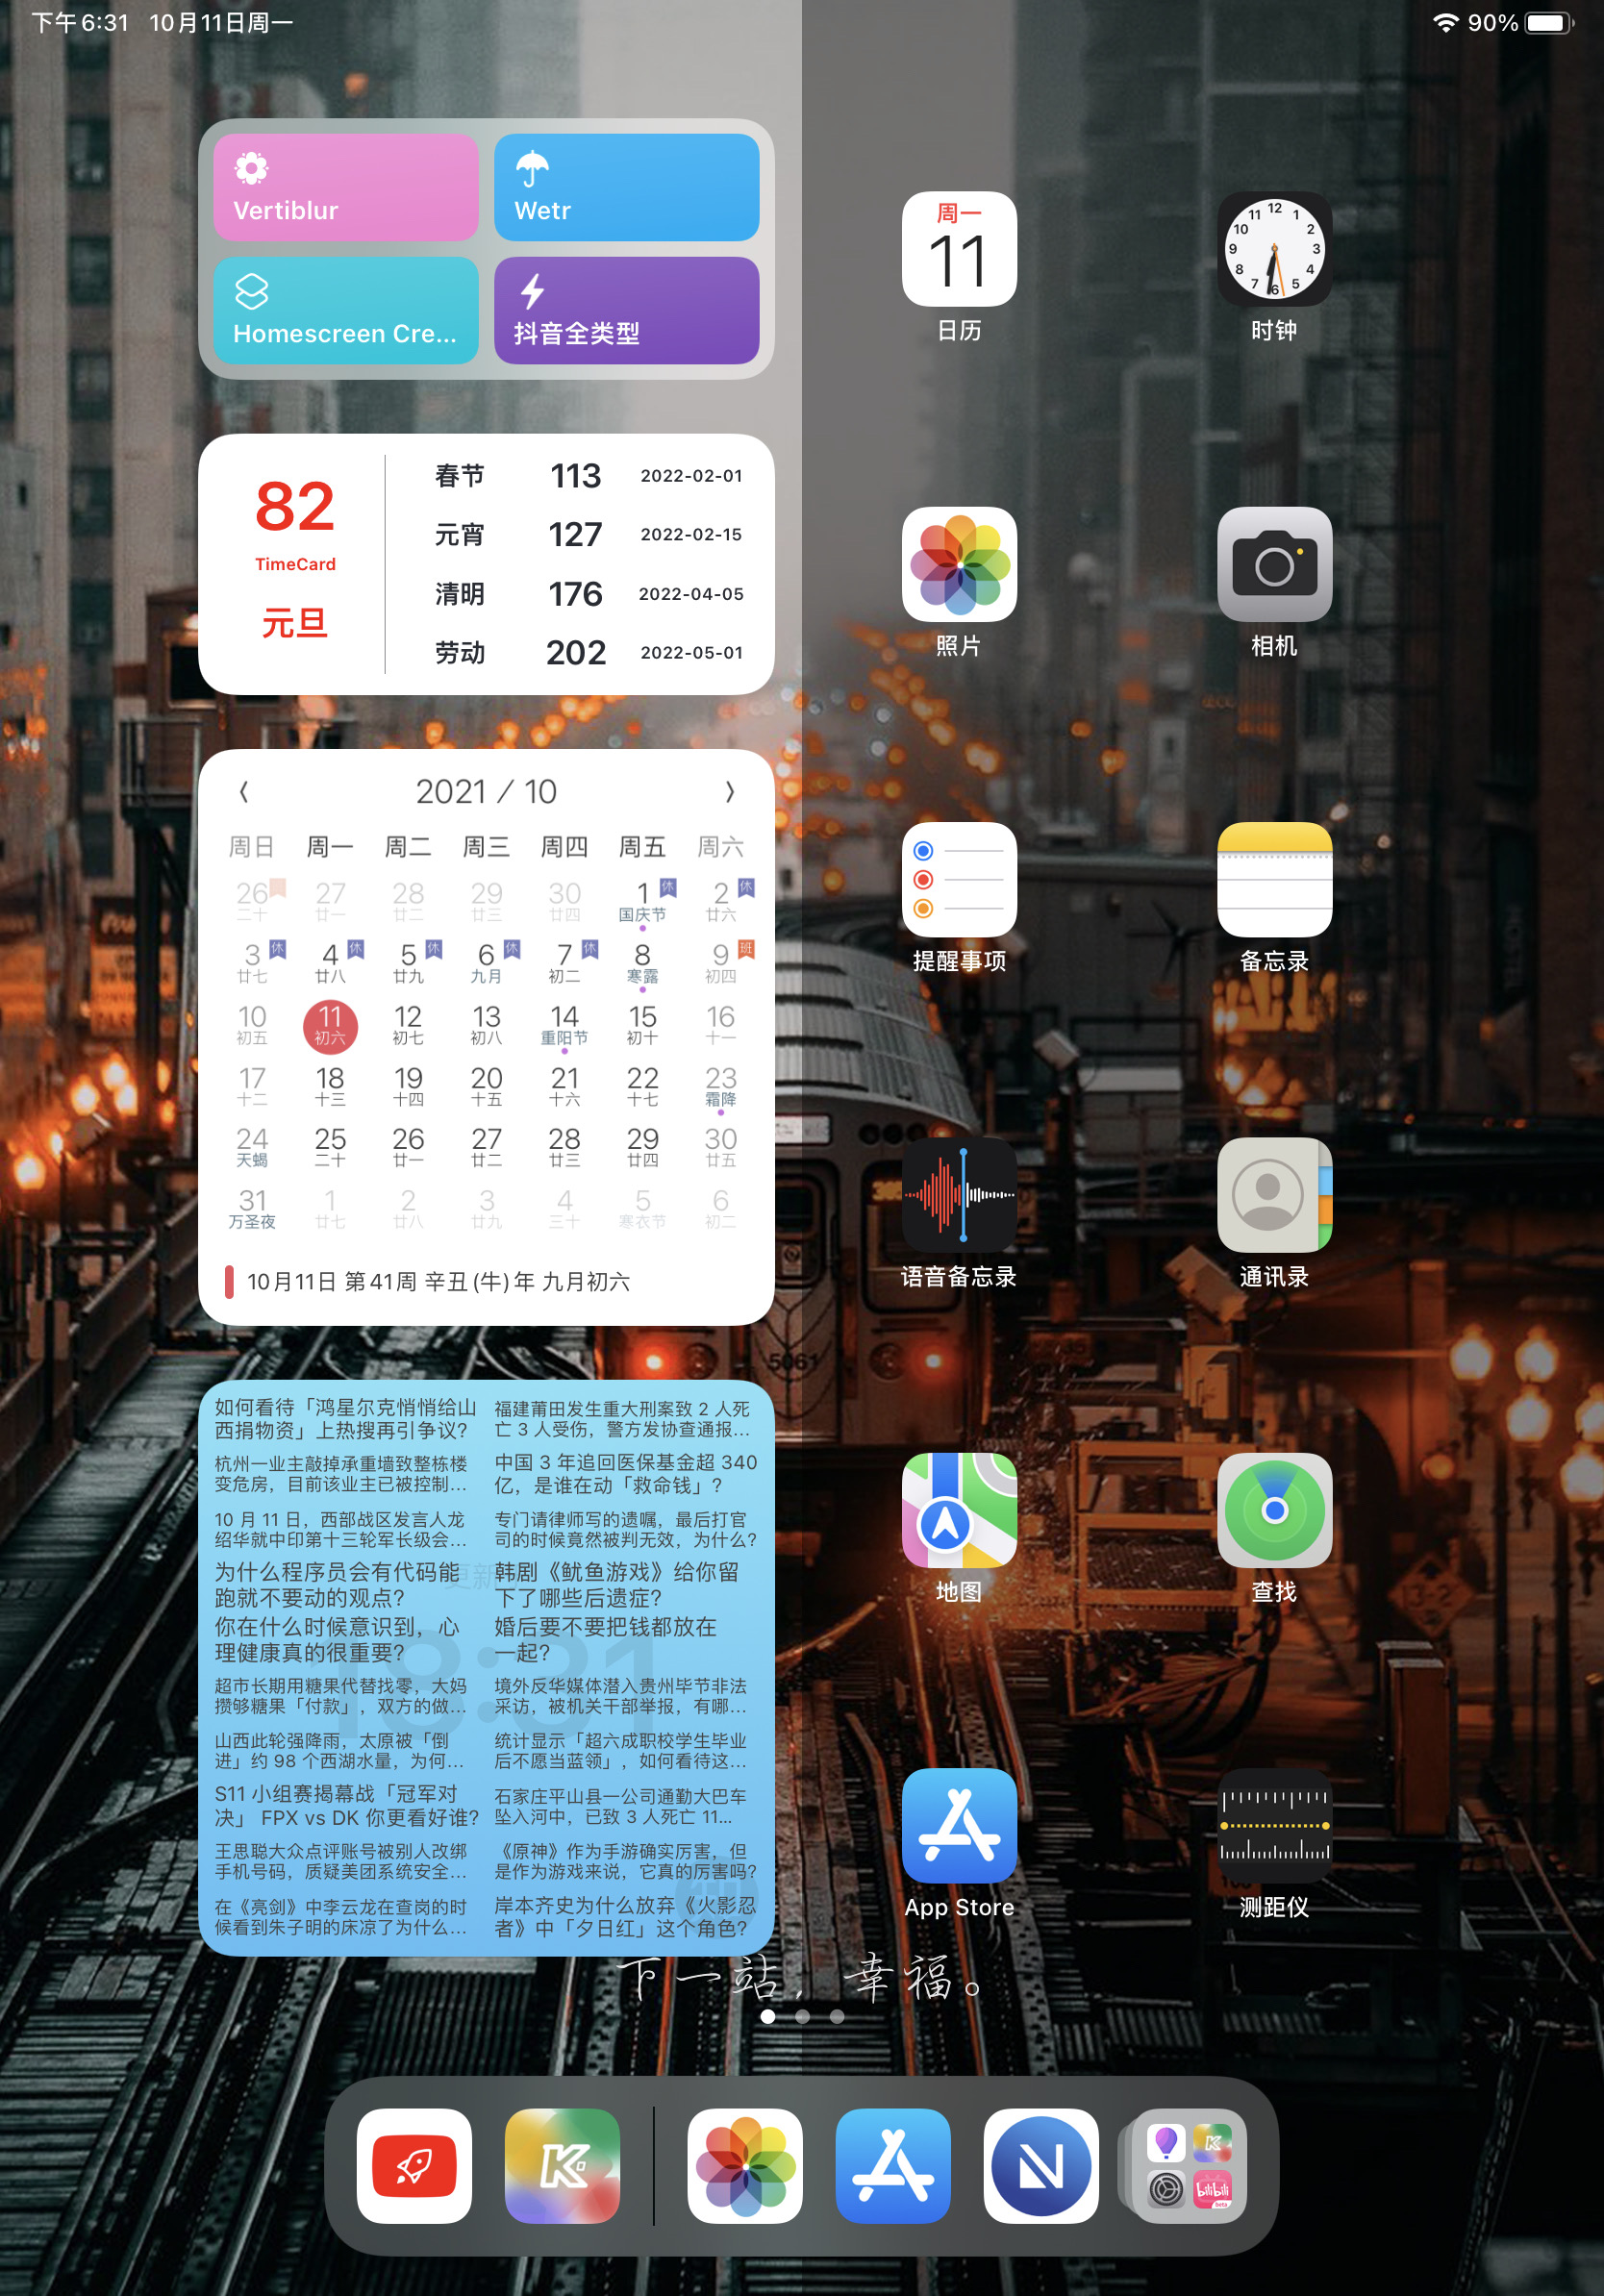 下午6:31 10月11日周一
90%
Vertiblur
Wetr
Homescreen Cre...
抖音全类型
周一
11
日历
12 1 2 3 4 5 6 7 8 9 10 11
时钟
82
TimeCard
元旦
春节 113 2022-02-01
元宵 127 2022-02-15
清明 176 2022-04-05
劳动 202 2022-05-01
照片
相机
2021 / 10
周日 周一 周二 周三 周四 周五 周六
26 27 28 29 30 1休 2休
二十 廿一 廿二 廿三 廿四 国庆节 廿六
3休 4休 5休 6休 7休 8 9班
廿七 廿八 廿九 九月 初二 寒露 初四
10 11 12 13 14 15 16
初五 初六 初七 初八 重阳节 初十 十一
17 18 19 20 21 22 23
十二 十三 十四 十五 十六 十七 霜降
24 25 26 27 28 29 30
天蝎 二十 廿一 廿二 廿三 廿四 廿五
31 1 2 3 4 5 6
万圣夜 廿七 廿八 廿九 三十 寒衣节 初二
10月11日 第41周 辛丑(牛)年 九月初六
提醒事项
备忘录
语音备忘录
通讯录
5061
如何看待「鸿星尔克悄悄给山
西捐物资」上热搜再引争议?
福建莆田发生重大刑案致 2 人死
亡 3 人受伤，警方发协查通报...
杭州一业主敲掉承重墙致整栋楼
变危房，目前该业主已被控制...
中国 3 年追回医保基金超 340
亿，是谁在动「救命钱」?
10 月 11 日，西部战区发言人龙
绍华就中印第十三轮军长级会...
专门请律师写的遗嘱，最后打官
司的时候竟然被判无效，为什么?
为什么程序员会有代码能
跑就不要动的观点?
韩剧《鱿鱼游戏》给你留
下了哪些后遗症?
更新
你在什么时候意识到，心
理健康真的很重要?
婚后要不要把钱都放在
一起?
18:31
超市长期用糖果代替找零，大妈
攒够糖果「付款」，双方的做...
境外反华媒体潜入贵州毕节非法
采访，被机关干部举报，有哪...
山西此轮强降雨，太原被「倒
进」约 98 个西湖水量，为何...
统计显示「超六成职校学生毕业
后不愿当蓝领」，如何看待这...
S11 小组赛揭幕战「冠军对
决」 FPX vs DK 你更看好谁?
石家庄平山县一公司通勤大巴车
坠入河中，已致 3 人死亡 11...
王思聪大众点评账号被别人改绑
手机号码，质疑美团系统安全...
《原神》作为手游确实厉害，但
是作为游戏来说，它真的厉害吗?
在《亮剑》中李云龙在查岗的时
候看到朱子明的床凉了为什么...
岸本齐史为什么放弃《火影忍
者》中「夕日红」这个角色?
地图
查找
App Store
测距仪
下一站，幸福。
K
N
K
bilibili
beta